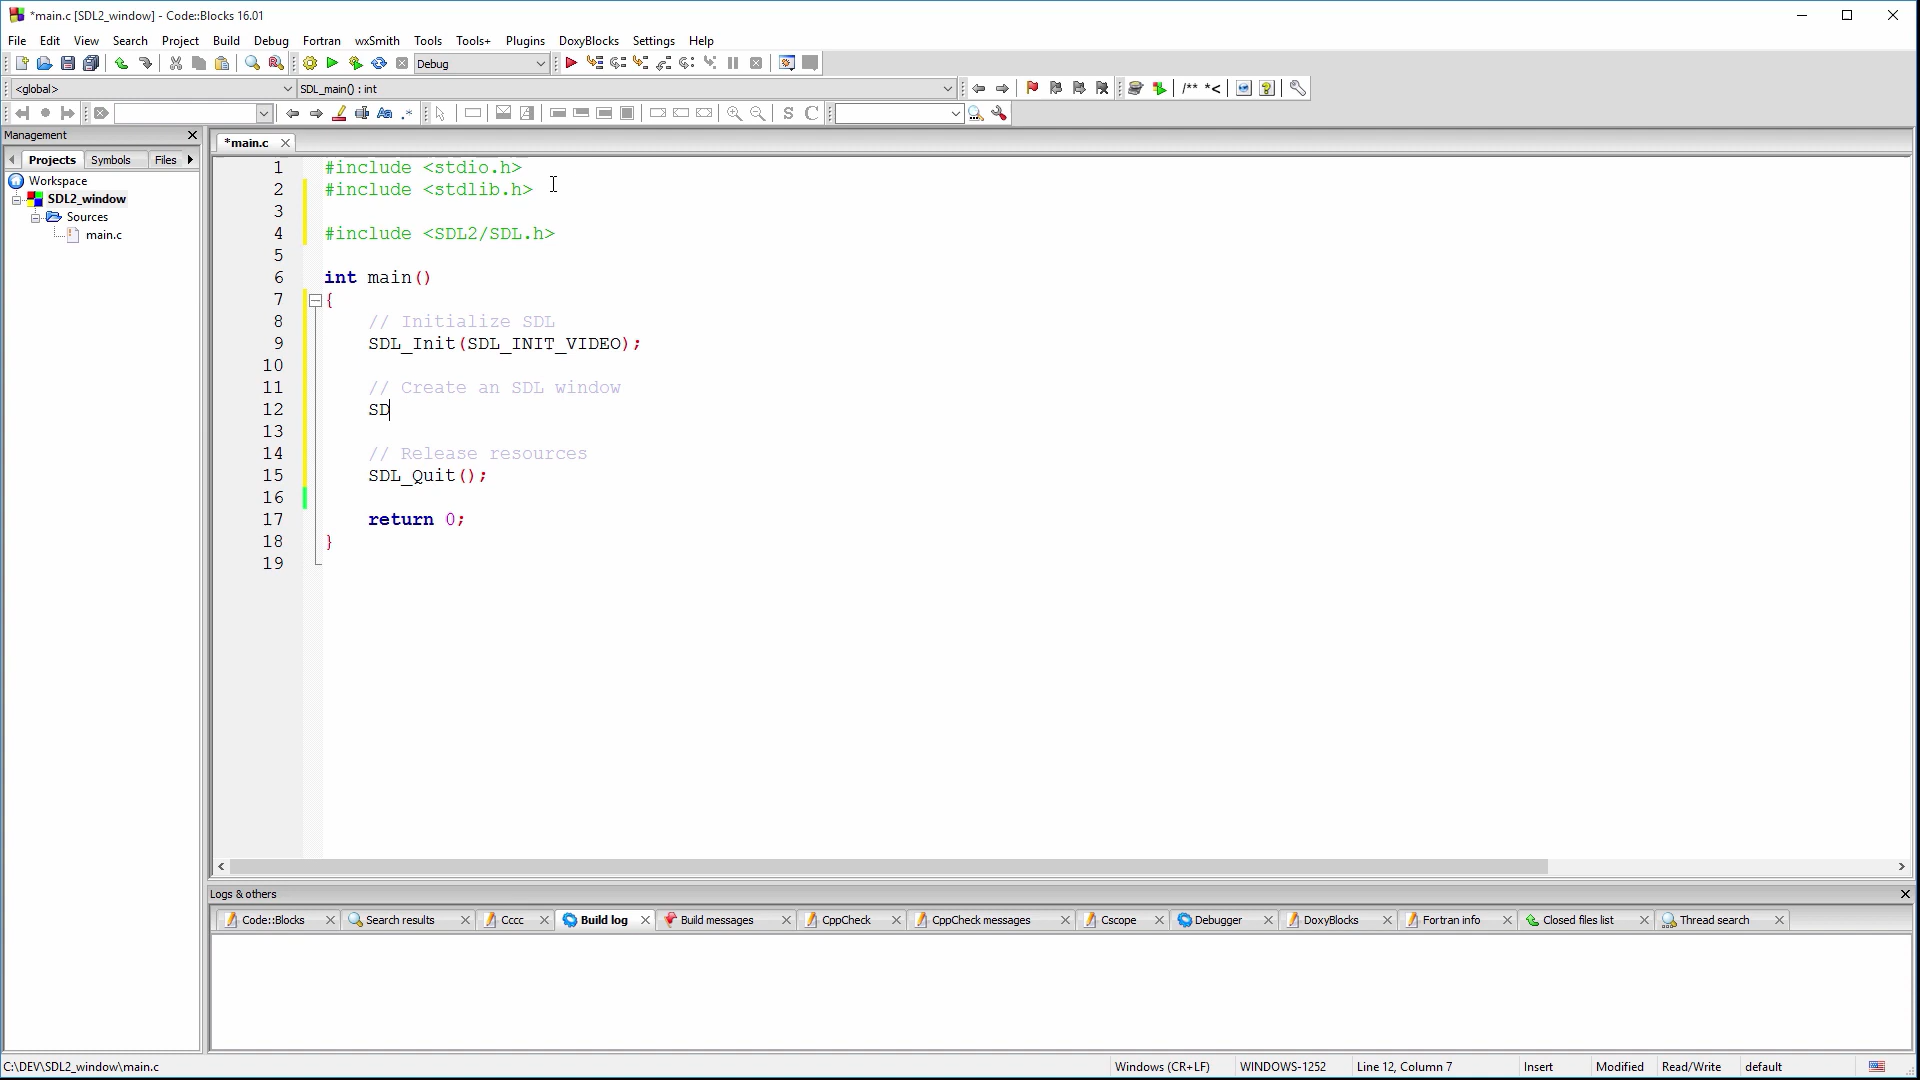 *main.c [SDL2_window] - Code::Blocks 16.01
File Edit View Search Project Build Debug Fortran wxSmith Tools Tools+ Plugins DoxyBlocks Settings Help
Debug
<global> SDL_main() : int /** *<
Aa .* S C
Management
Projects Symbols Files
Workspace
SDL2_window
Sources
main.c
*main.c
1 #include <stdio.h>
2 #include <stdlib.h>
3
4 #include <SDL2/SDL.h>
5
6 int main()
7 {
8 // Initialize SDL
9 SDL_Init(SDL_INIT_VIDEO);
10
11 // Create an SDL window
12 SD
13
14 // Release resources
15 SDL_Quit();
16
17 return 0;
18 }
19
Logs & others
Code::Blocks Search results Cccc Build log Build messages CppCheck CppCheck messages Cscope Debugger DoxyBlocks Fortran info Closed files list Thread search
C:\DEV\SDL2_window\main.c Windows (CR+LF) WINDOWS-1252 Line 12, Column 7 Insert Modified Read/Write default